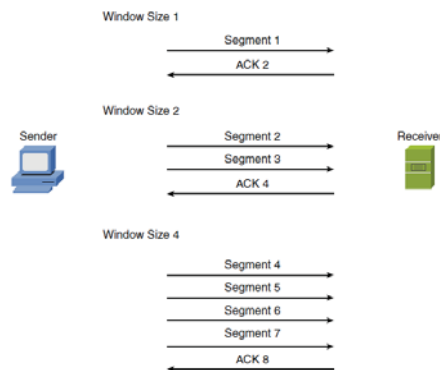 Window Size 1
Segment 1
ACK 2
Window Size 2
Sender
Segment 2
Receiver
Segment 3
ACK 4
Window Size 4
Segment 4
Segment 5
Segment 6
Segment 7
ACK 8